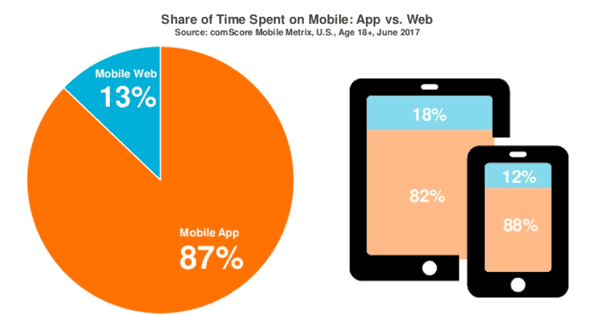 Share of Time Spent on Mobile: App vs. Web
Source: comScore Mobile Metrix, U.S., Age 18+, June 2017
Mobile Web
13%
Mobile App
87%
18%
82%
12%
88%